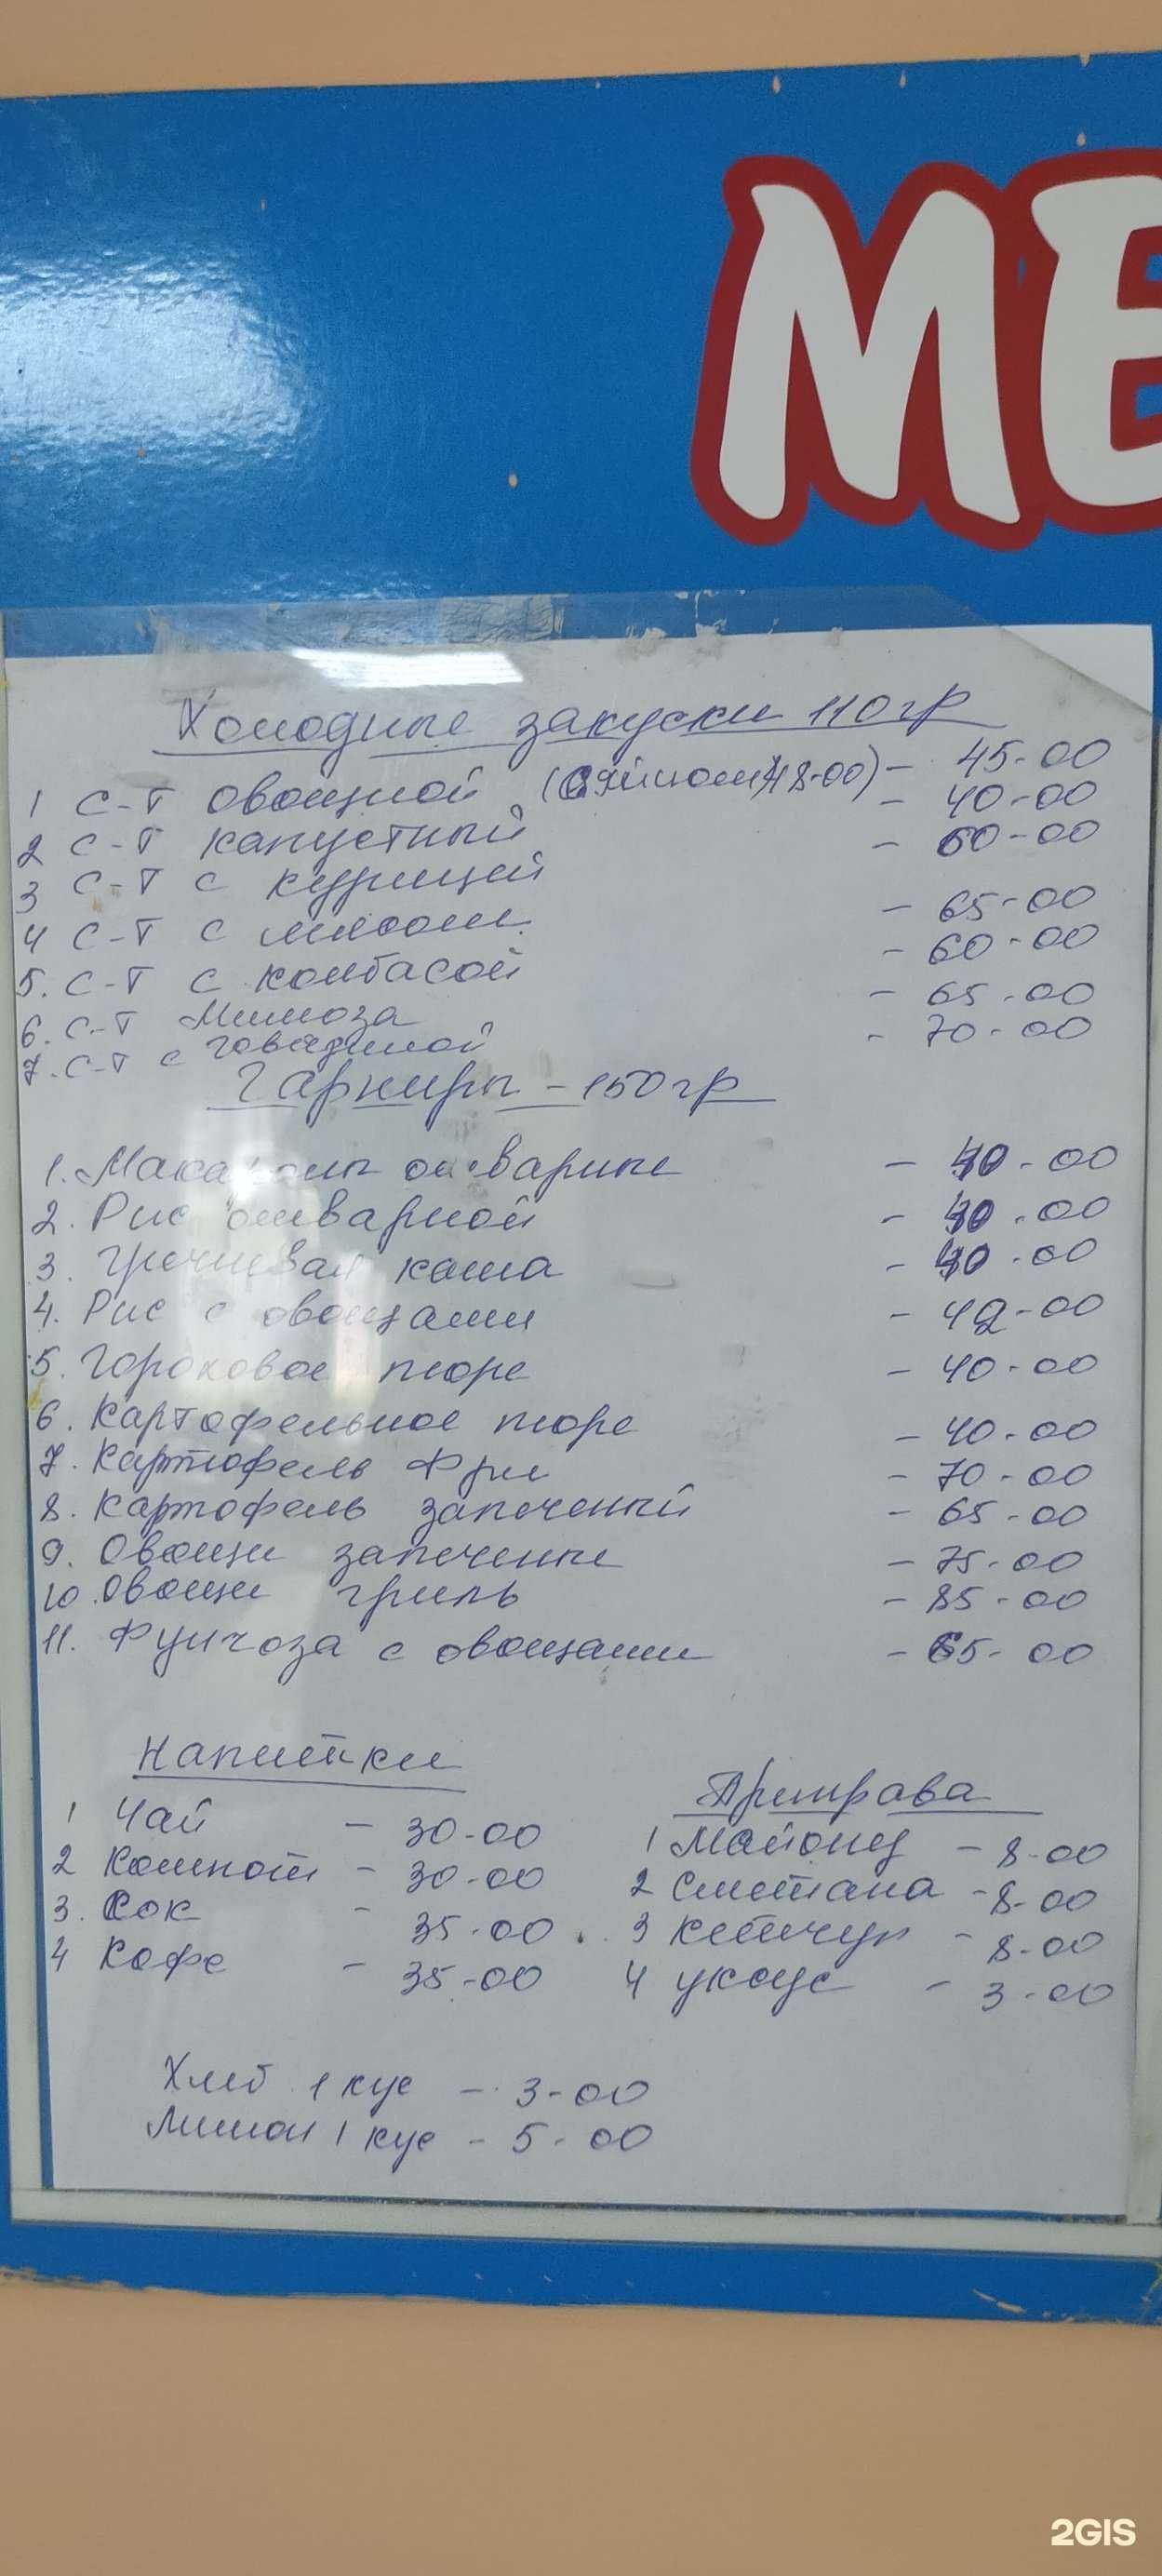 МЕ
Холодные закуски 110гр
1 С-т овощной (с яйцом 48-00) - 45-00
2 С-т капустный - 40-00
3 С-т с курицей - 60-00
4 С-т с мясом - 65-00
5. С-т с колбасой - 60-00
6. С-т Мимоза - 65-00
7. С-т с говядиной - 70-00
Гарниры - 150гр
1. Макароны отварные - 40-00
2. Рис отварной - 40-00
3. Гречневая каша - 40-00
4. Рис с овощами - 42-00
5. Гороховое пюре - 40-00
6. Картофельное пюре - 40-00
7. Картофель Фри - 70-00
8. Картофель запеченый - 65-00
9. Овощи запеченые - 75-00
10. Овощи гриль - 85-00
11. Фунчоза с овощами - 65-00
Напитки
1 Чай - 30-00
2 Компот - 30-00
3. Сок - 35-00
4 Кофе - 35-00
Приправа
1 Майонез - 8-00
2 Сметана - 8-00
3 Кетчуп - 8-00
4 Уксус - 3-00
Хлеб 1 кус - 3-00
Лимон 1 кус - 5-00
2GIS